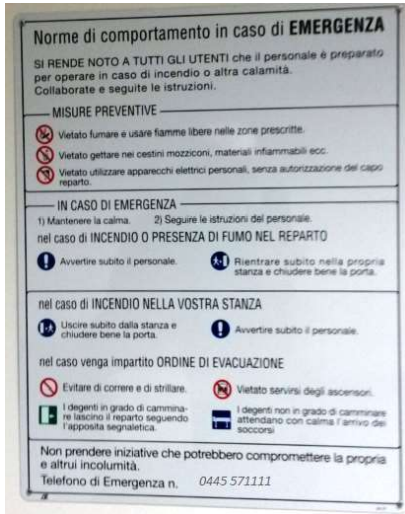 Norme di comportamento in caso di EMERGENZA
SI RENDE NOTO A TUTTI GLI UTENTI che il personale è preparato
per operare in caso di incendio o altra calamità.
Collaborate e seguite le istruzioni.
MISURE PREVENTIVE
Vietato fumare e usare fiamme libere nelle zone prescritte.
Vietato gettare nei cestini mozziconi, materiali infiammabili ecc.
Vietato utilizzare apparecchi elettrici personali, senza autorizzazione del capo
reparto.
IN CASO DI EMERGENZA
1) Mantenere la calma. 2) Seguire le istruzioni del personale.
nel caso di INCENDIO O PRESENZA DI FUMO NEL REPARTO
Avvertire subito il personale.
Rientrare subito nella propria
stanza e chiudere bene la porta.
nel caso di INCENDIO NELLA VOSTRA STANZA
Uscire subito dalla stanza e
chiudere bene la porta.
Avvertire subito il personale.
nel caso venga impartito ORDINE DI EVACUAZIONE
Evitare di correre e di strillare.
Vietato servirsi degli ascensori.
I degenti in grado di cammina-
re lascino il reparto seguendo
l'apposita segnaletica.
I degenti non in grado di camminare
attendano con calma l'arrivo dei
soccorsi
Non prendere iniziative che potrebbero compromettere la propria
e altrui incolumità.
Telefono di Emergenza n. 0445 571111